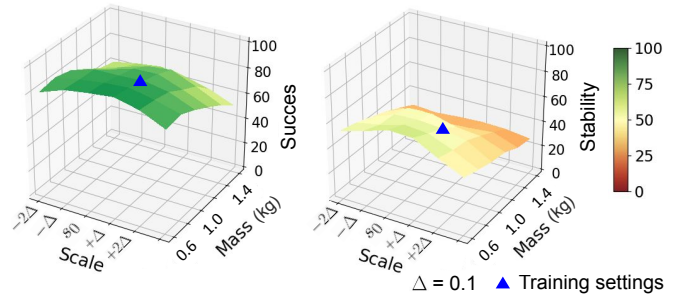 100
80
60
40
20
0
Succes
−2Δ
−Δ
s0
+Δ
+2Δ
Scale
0.6
1.0
1.4
Mass (kg)
100
80
60
40
20
0
Stability
−2Δ
−Δ
s0
+Δ
+2Δ
Scale
0.6
1.0
1.4
Mass (kg)
100
75
50
25
0
Δ = 0.1 ▲ Training settings